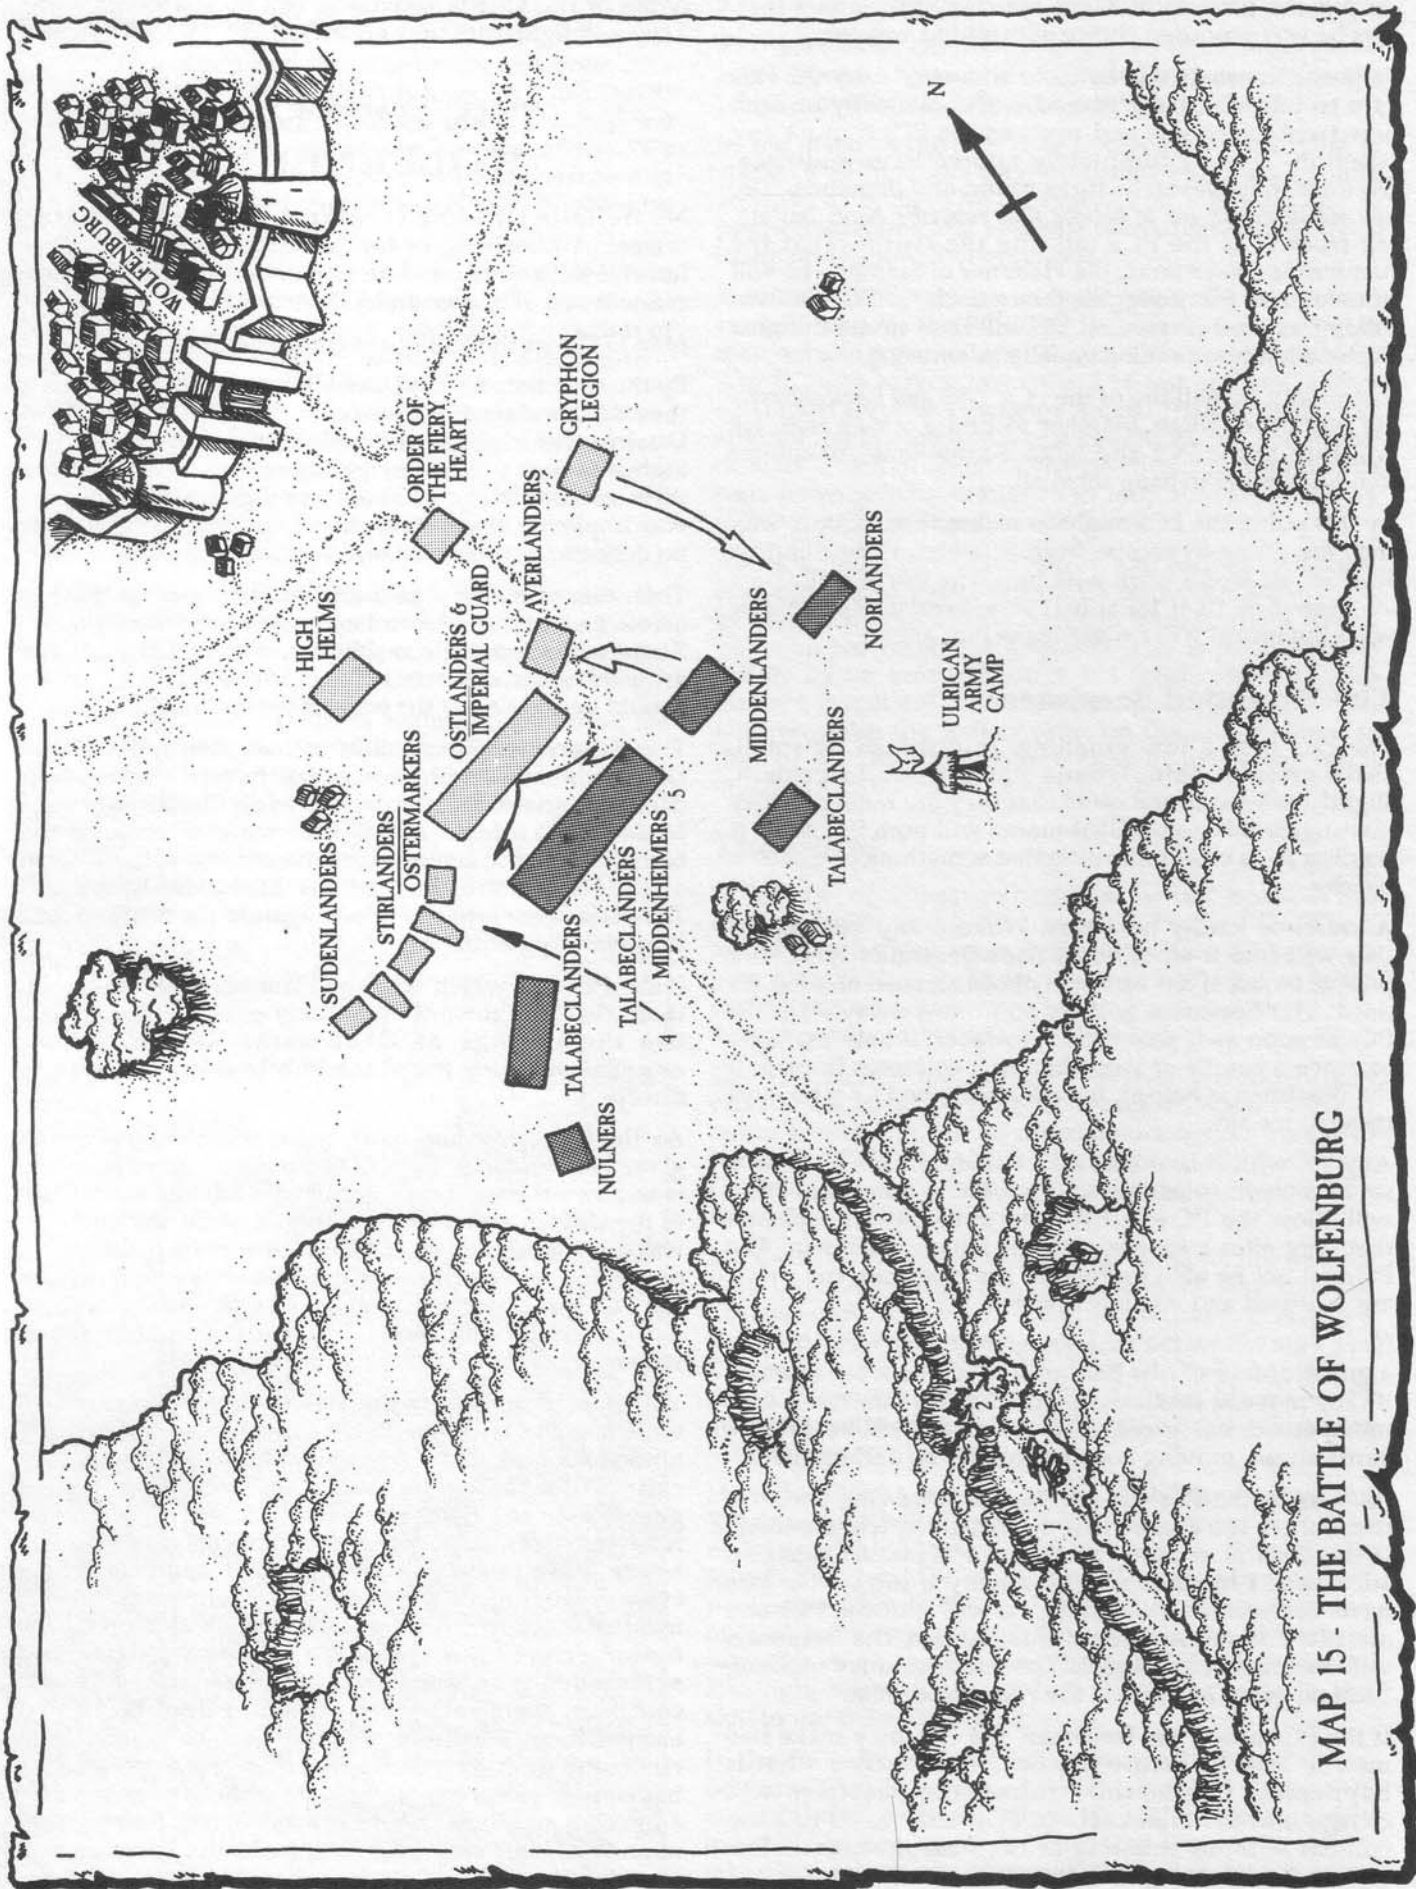 WOLFENBURG
N
ORDER OF
THE FIERY
HEART
GRYPHON
LEGION
HIGH
HELMS
OSTLANDERS &
IMPERIAL GUARD
AVERLANDERS
SUDENLANDERS
STIRLANDERS
OSTERMARKERS
MIDDENLANDERS
NORLANDERS
TALABECLANDERS
TALABECLANDERS
MIDDENHEIMERS
5
TALABECLANDERS
4
ULRICAN
ARMY
CAMP
NULNERS
3
2
1
MAP 15 - THE BATTLE OF WOLFENBURG